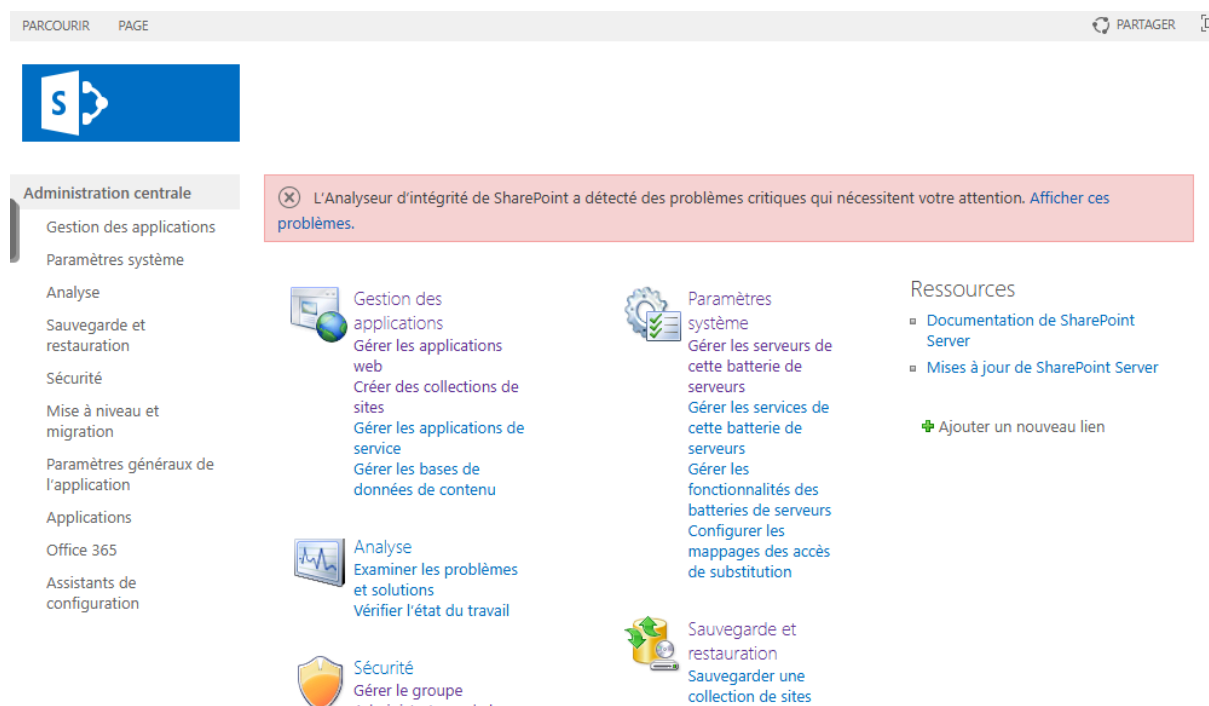 PARCOURIR PAGE
PARTAGER
S
Administration centrale
Gestion des applications
Paramètres système
Analyse
Sauvegarde et
restauration
Sécurité
Mise à niveau et
migration
Paramètres généraux de
l'application
Applications
Office 365
Assistants de
configuration
L'Analyseur d'intégrité de SharePoint a détecté des problèmes critiques qui nécessitent votre attention. Afficher ces
problèmes.
Gestion des
applications
Gérer les applications
web
Créer des collections de
sites
Gérer les applications de
service
Gérer les bases de
données de contenu
Analyse
Examiner les problèmes
et solutions
Vérifier l'état du travail
Sécurité
Gérer le groupe
Paramètres
système
Gérer les serveurs de
cette batterie de
serveurs
Gérer les services de
cette batterie de
serveurs
Gérer les
fonctionnalités des
batteries de serveurs
Configurer les
mappages des accès
de substitution
Sauvegarde et
restauration
Sauvegarder une
collection de sites
Ressources
Documentation de SharePoint
Server
Mises à jour de SharePoint Server
Ajouter un nouveau lien